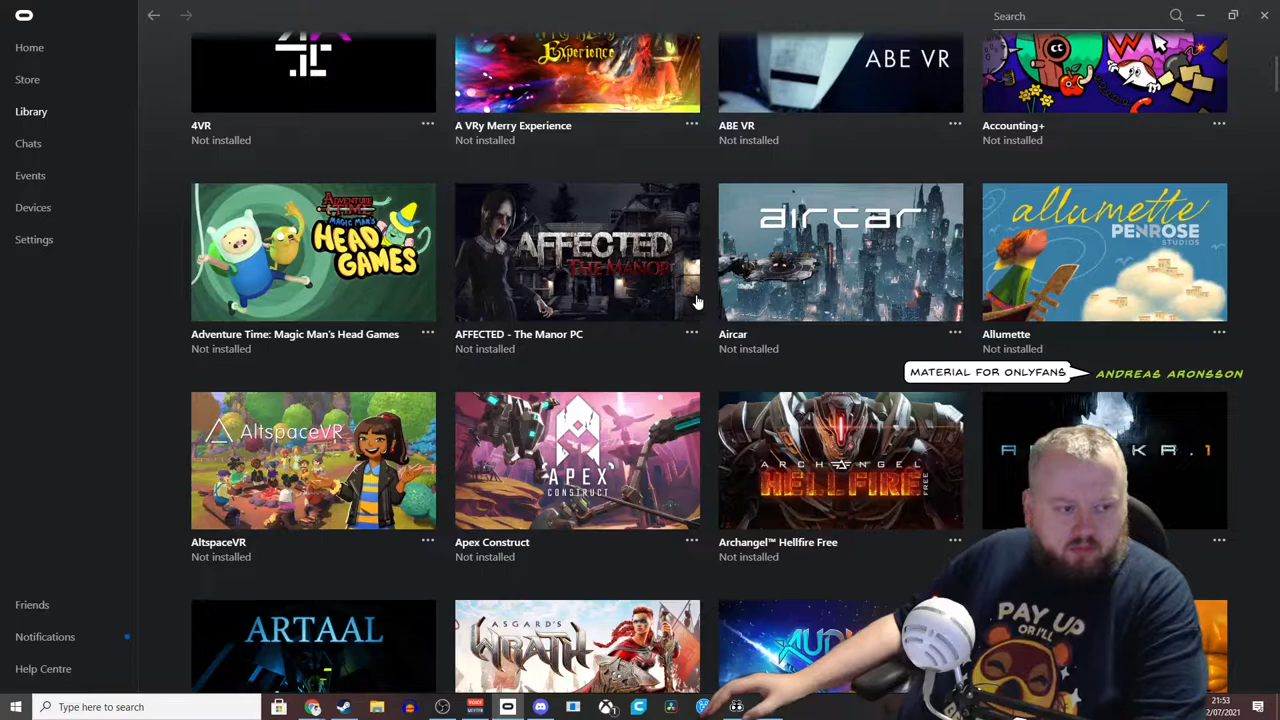 Search
Home
Store
Library
Chats
Events
Devices
Settings
Friends
Notifications
Help Centre
Experience
ABE VR
4VR
Not installed
A VRy Merry Experience
Not installed
ABE VR
Not installed
Accounting+
Not installed
ADVENTURE TIME
MAGIC MAN'S
HEAD GAMES
AFFECTED
THE MANOR
aircar
allumette
PENROSE
STUDIOS
Adventure Time: Magic Man's Head Games
Not installed
AFFECTED - The Manor PC
Not installed
Aircar
Not installed
Allumette
Not installed
MATERIAL FOR ONLYFANS
ANDREAS ARONSSON
AltspaceVR
APEX
CONSTRUCT
ARCHANGEL
HELLFIRE
FREE
AltspaceVR
Not installed
Apex Construct
Not installed
Archangel™ Hellfire Free
Not installed
ARTAAL
ASGARD'S
WRATH
PAY UP
OR I'LL
Type here to search
21:53